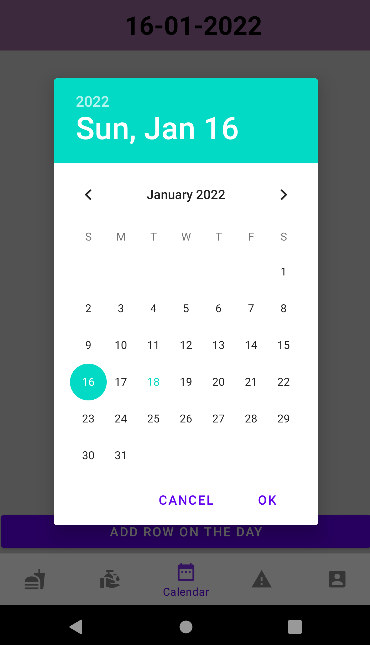 16-01-2022
2022
Sun, Jan 16
January 2022
S M T W T F S
1
2 3 4 5 6 7 8
9 10 11 12 13 14 15
16 17 18 19 20 21 22
23 24 25 26 27 28 29
30 31
CANCEL OK
ADD ROW ON THE DAY
Calendar